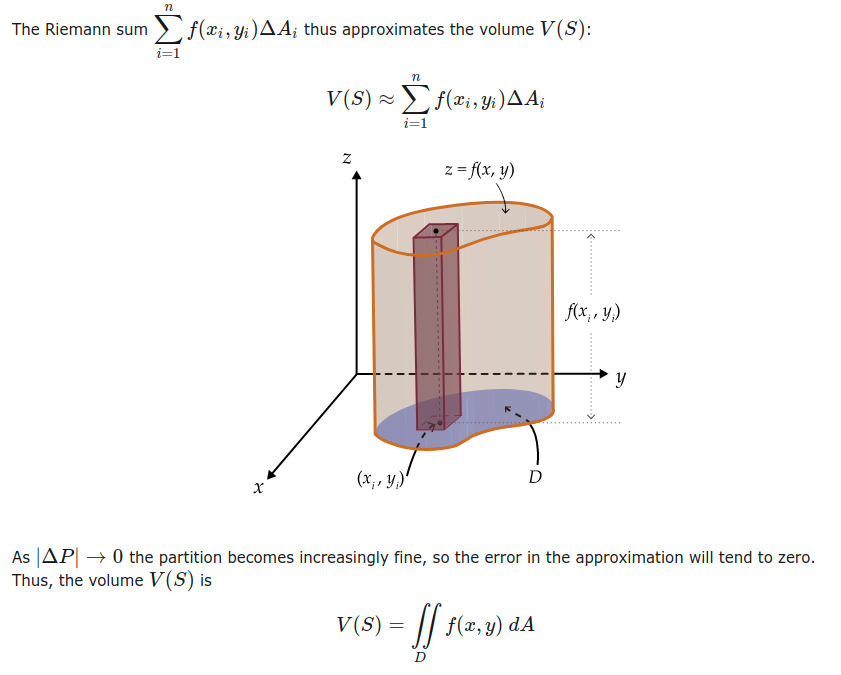 The Riemann sum $\sum_{i=1}^{n} f(x_i, y_i)\Delta A_i$ thus approximates the volume $V(S)$:
$V(S) \approx \sum_{i=1}^{n} f(x_i, y_i)\Delta A_i$
z
z = f(x, y)
f(x_i, y_i)
y
x
(x_i, y_i)
D
As $|\Delta P| \to 0$ the partition becomes increasingly fine, so the error in the approximation will tend to zero.
Thus, the volume $V(S)$ is
$V(S) = \iint_D f(x, y)\, dA$